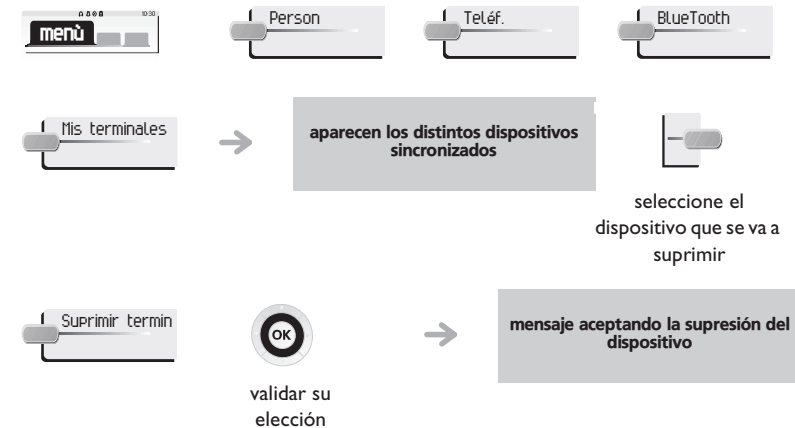 10:30
menù
Person
Teléf.
BlueTooth
Mis terminales
aparecen los distintos dispositivos
sincronizados
seleccione el
dispositivo que se va a
suprimir
Suprimir termin
OK
validar su
elección
mensaje aceptando la supresión del
dispositivo